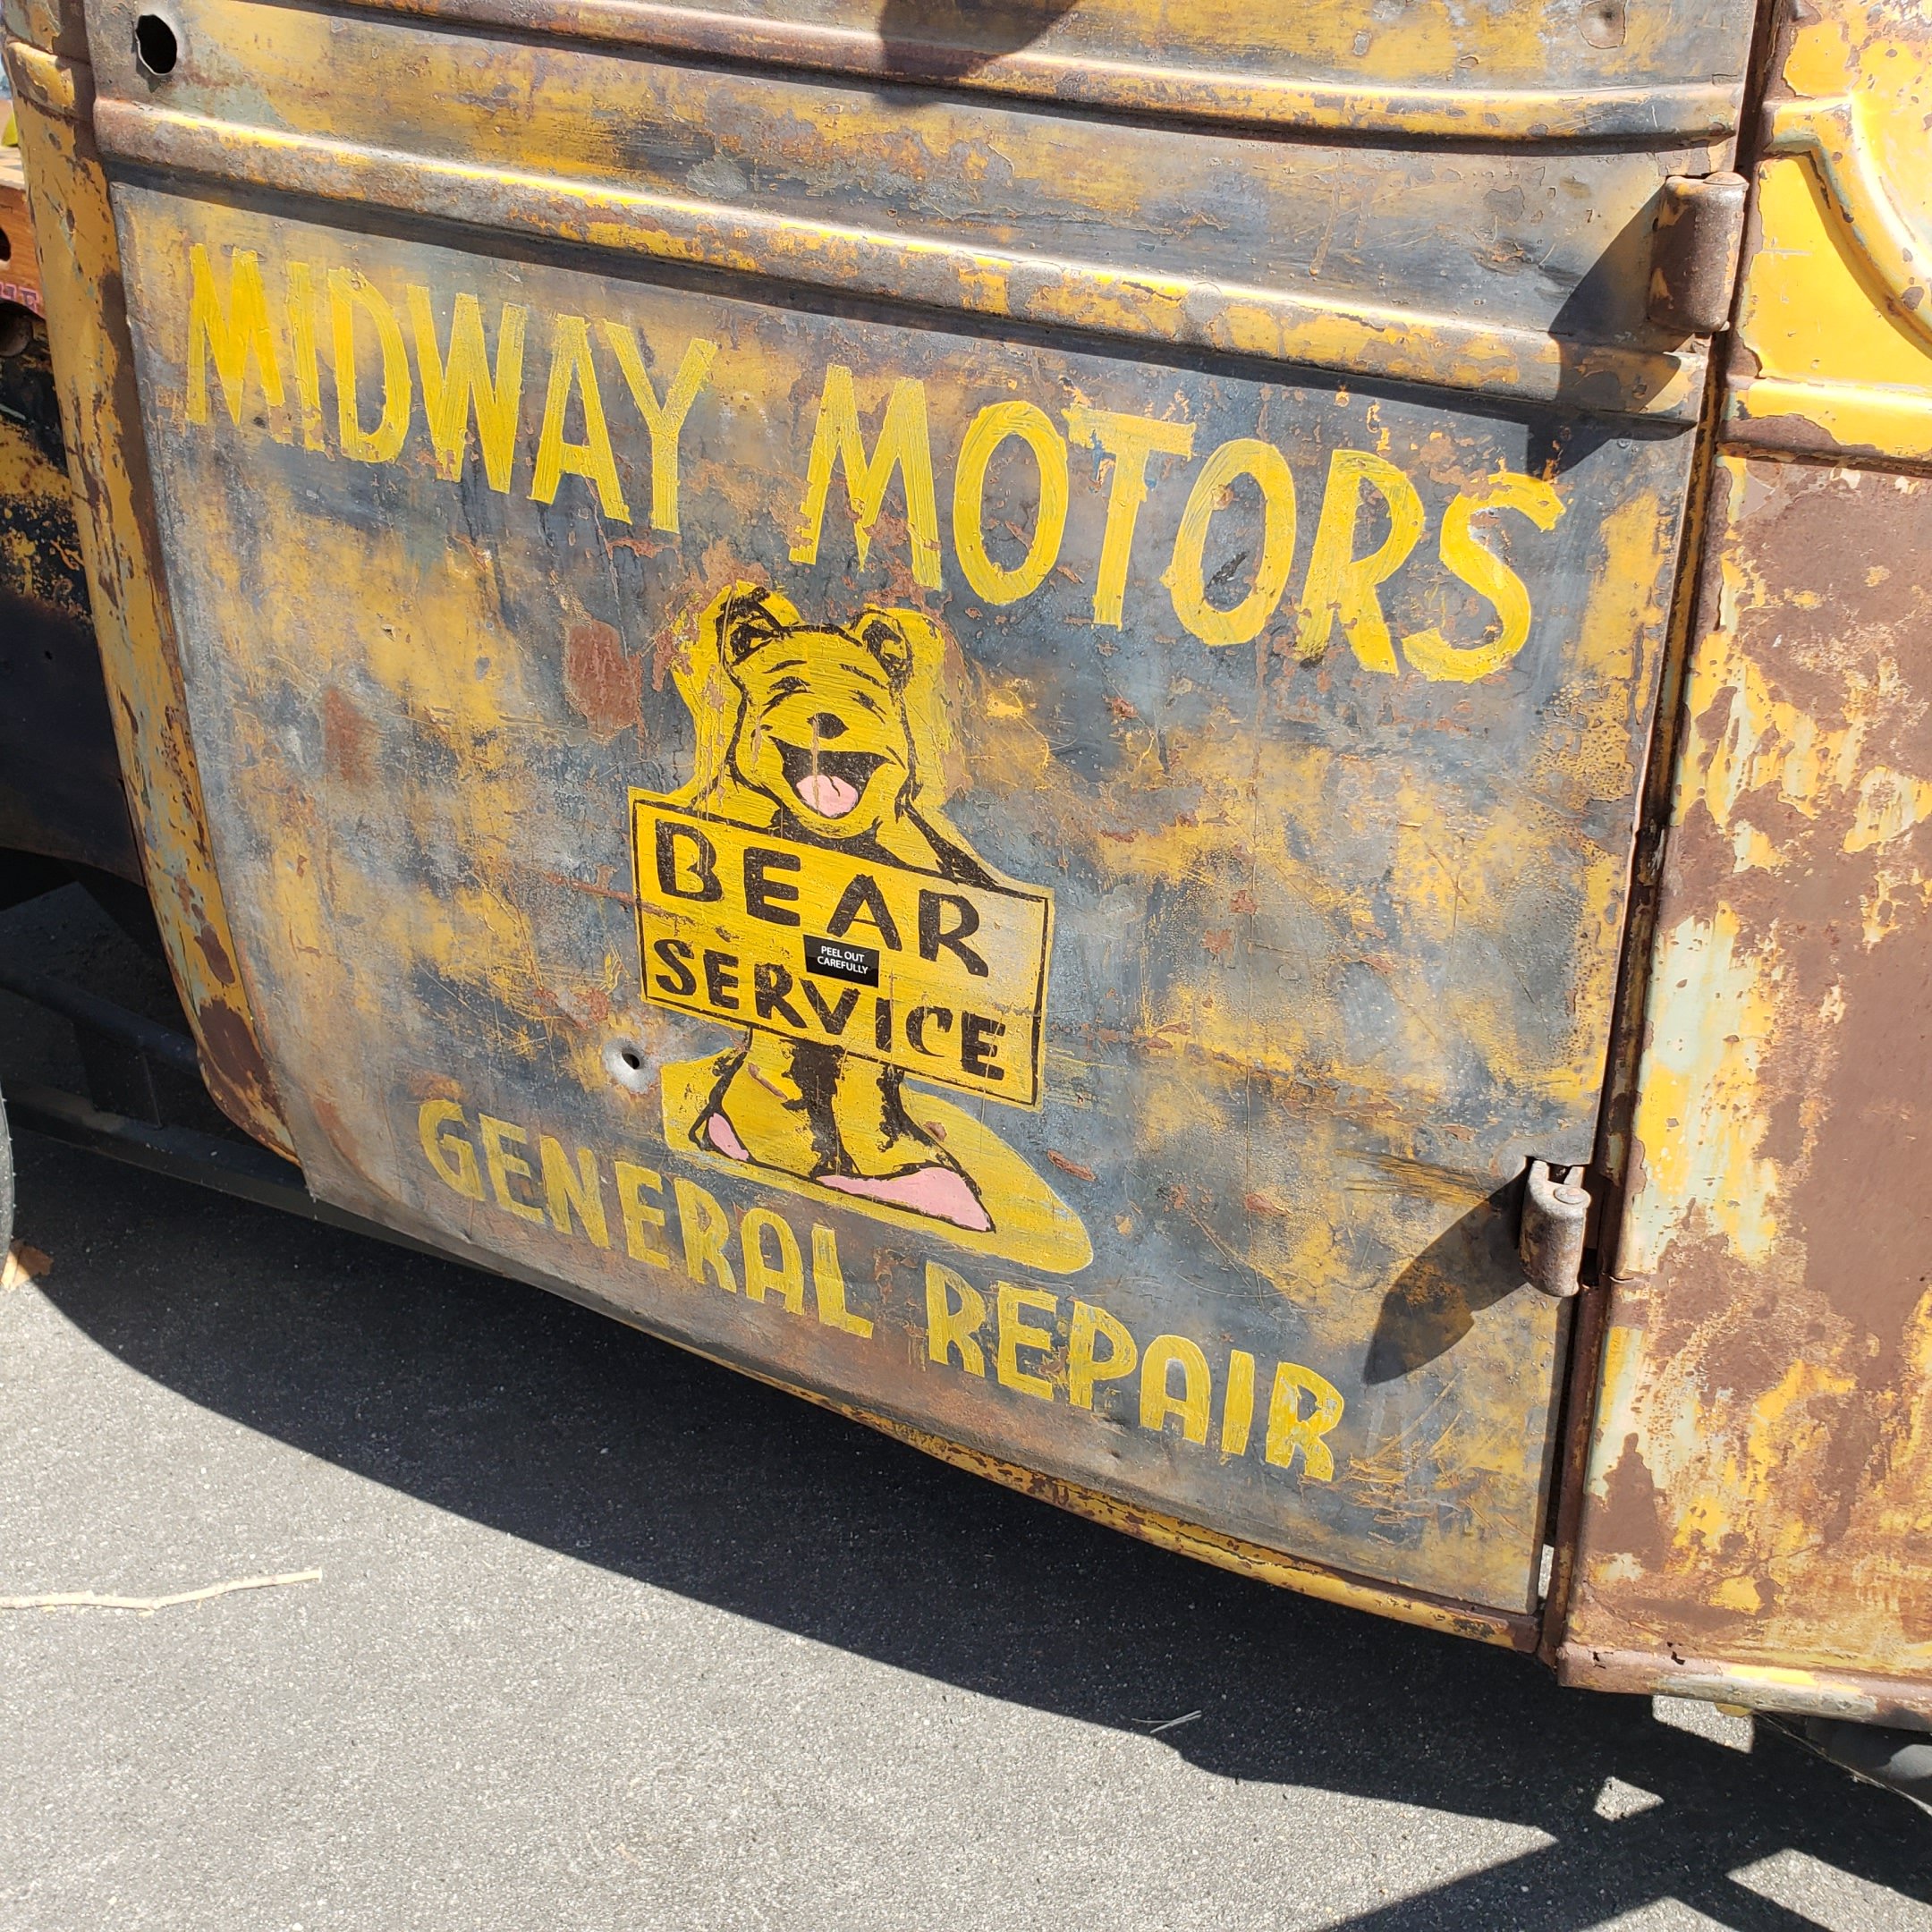 MIDWAY MOTORS
BEAR
PEEL OUT
CAREFULLY
SERVICE
GENERAL REPAIR